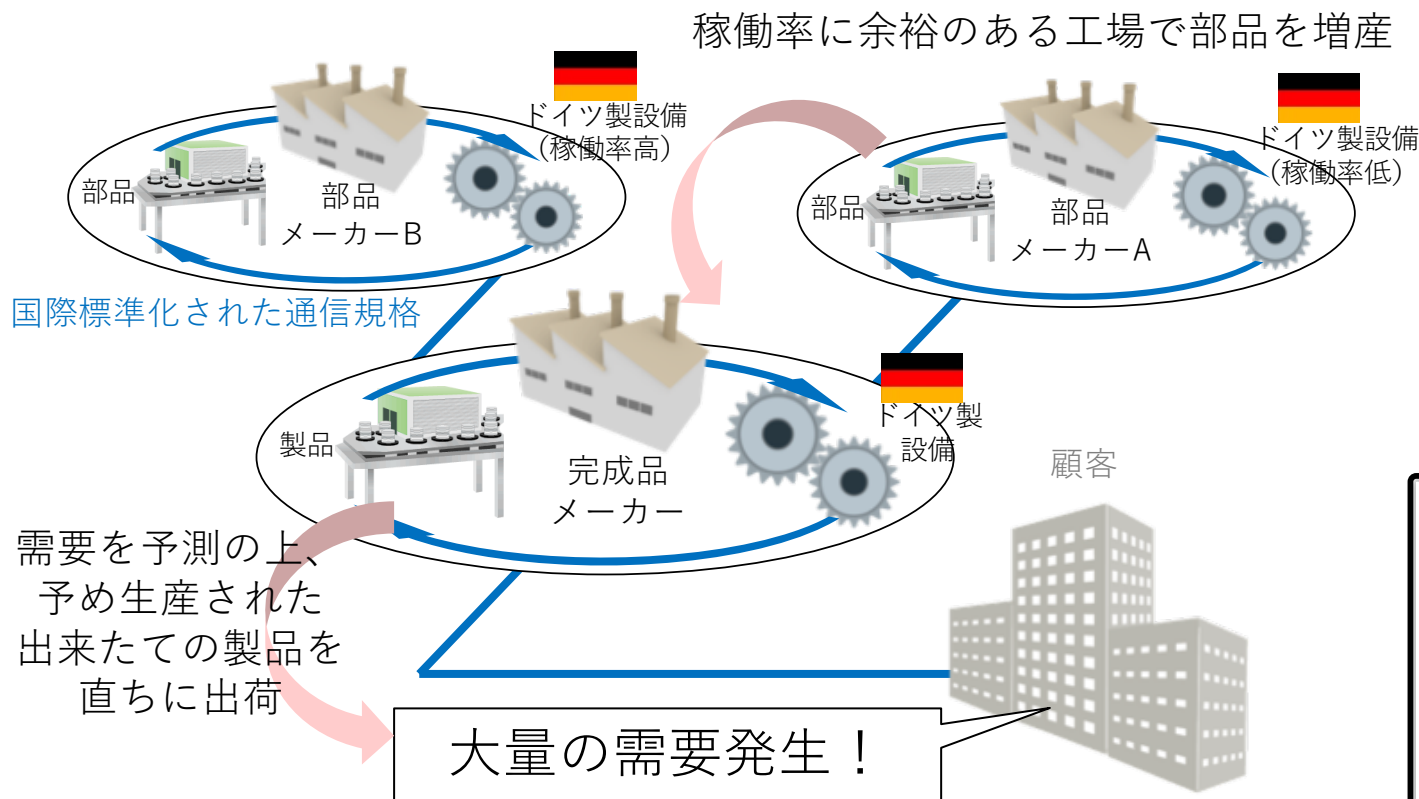 稼働率に余裕のある工場で部品を増産
ドイツ製設備
（稼働率高）
部品
部品
メーカーB
ドイツ製設備
（稼働率低）
部品
部品
メーカーA
国際標準化された通信規格
ドイツ製
設備
製品
完成品
メーカー
顧客
需要を予測の上、
予め生産された
出来たての製品を
直ちに出荷
大量の需要発生！